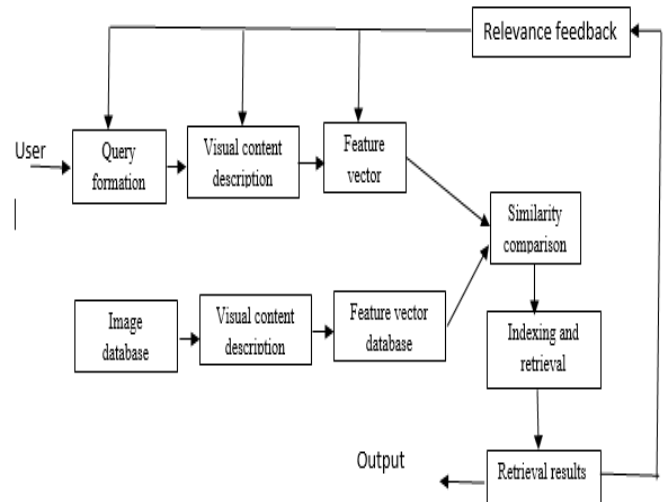 Relevance feedback
User
Query
formation
Visual content
description
Feature
vector
Similarity
comparison
Image
database
Visual content
description
Feature vector
database
Indexing and
retrieval
Output
Retrieval results